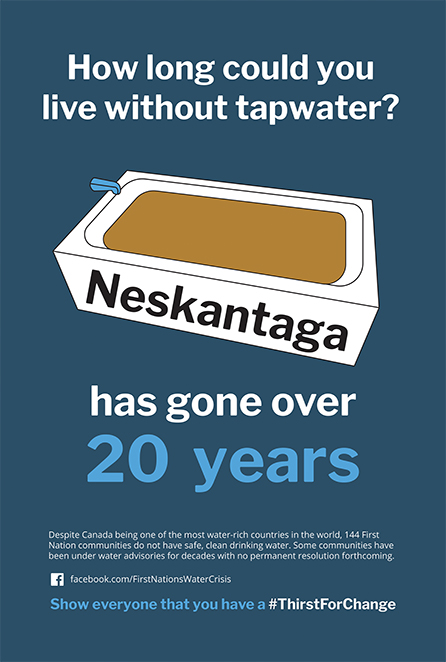 How long could you
live without tapwater?
Neskantaga
has gone over
20 years
Despite Canada being one of the most water-rich countries in the world, 144 First
Nation communities do not have safe, clean drinking water. Some communities have
been under water advisories for decades with no permanent resolution forthcoming.
facebook.com/FirstNationsWaterCrisis
Show everyone that you have a #ThirstForChange